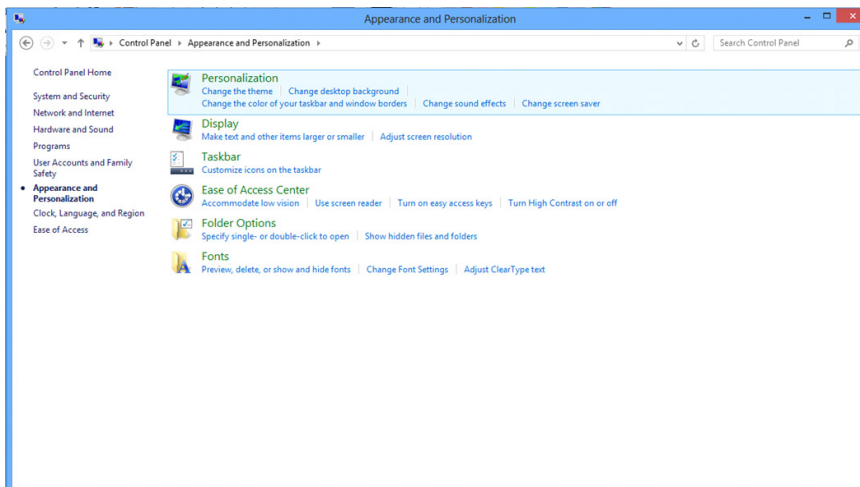 Appearance and Personalization
Control Panel Appearance and Personalization
Search Control Panel
Control Panel Home
System and Security
Network and Internet
Hardware and Sound
Programs
User Accounts and Family
Safety
Appearance and
Personalization
Clock, Language, and Region
Ease of Access
Personalization
Change the theme Change desktop background
Change the color of your taskbar and window borders Change sound effects Change screen saver
Display
Make text and other items larger or smaller Adjust screen resolution
Taskbar
Customize icons on the taskbar
Ease of Access Center
Accommodate low vision Use screen reader Turn on easy access keys Turn High Contrast on or off
Folder Options
Specify single- or double-click to open Show hidden files and folders
Fonts
Preview, delete, or show and hide fonts Change Font Settings Adjust ClearType text